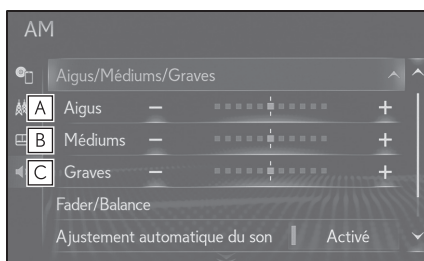 AM
Aigus/Médiums/Graves
A Aigus − +
B Médiums − +
C Graves − +
Fader/Balance
Ajustement automatique du son Activé